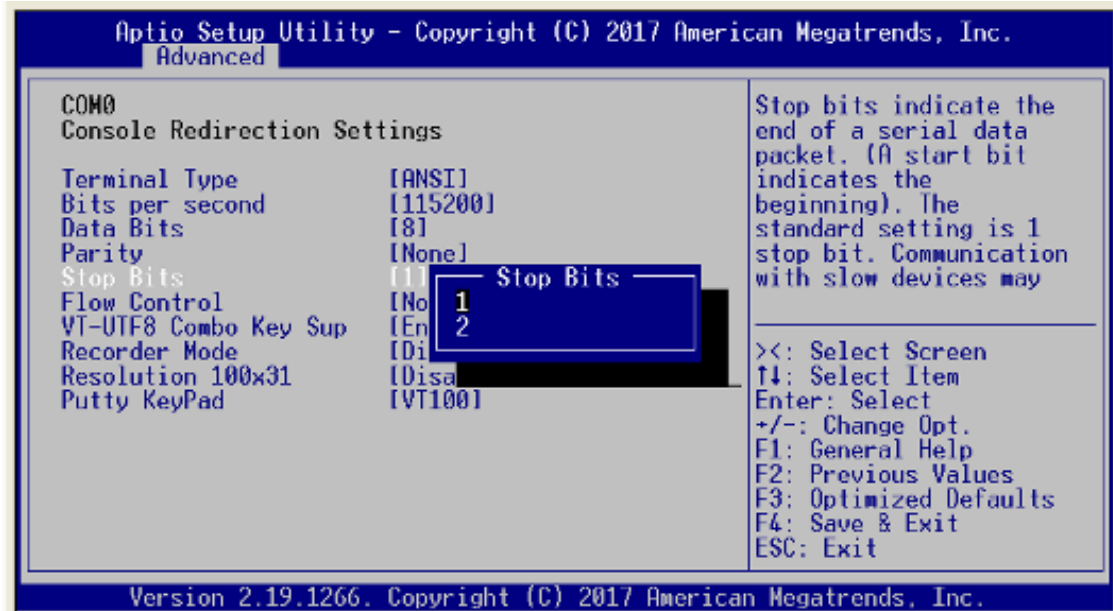 Aptio Setup Utility - Copyright (C) 2017 American Megatrends, Inc.
Advanced
COM0
Console Redirection Settings
Terminal Type [ANSI]
Bits per second [115200]
Data Bits [8]
Parity [None]
Stop Bits [1]
Flow Control [No
VT-UTF8 Combo Key Sup [En
Recorder Mode [Di
Resolution 100x31 [Disa
Putty KeyPad [VT100]
Stop Bits
1
2
Stop bits indicate the
end of a serial data
packet. (A start bit
indicates the
beginning). The
standard setting is 1
stop bit. Communication
with slow devices may
><: Select Screen
↑↓: Select Item
Enter: Select
+/-: Change Opt.
F1: General Help
F2: Previous Values
F3: Optimized Defaults
F4: Save & Exit
ESC: Exit
Version 2.19.1266. Copyright (C) 2017 American Megatrends, Inc.